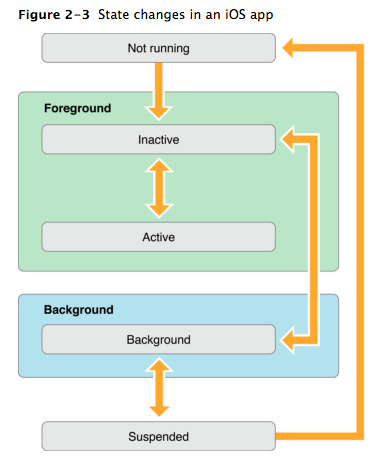 Figure 2-3 State changes in an iOS app
Not running
Foreground
Inactive
Active
Background
Background
Suspended